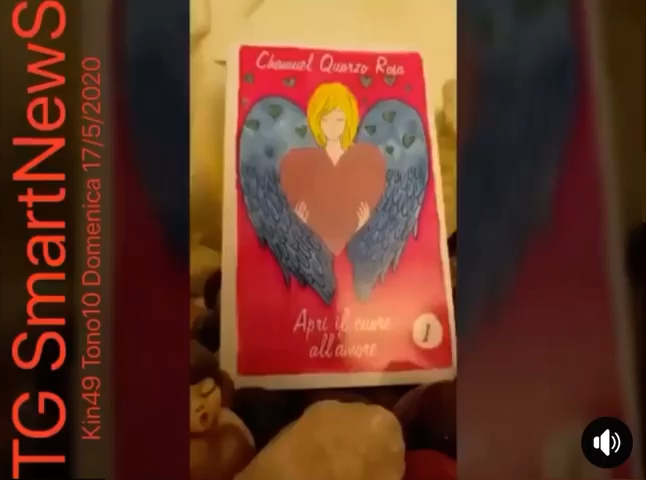 TG SmartNewS
Kin49 Tono10 Domenica 17/5/2020
Chamuel Quarzo Rosa
Apri il cuore
all'amore
1